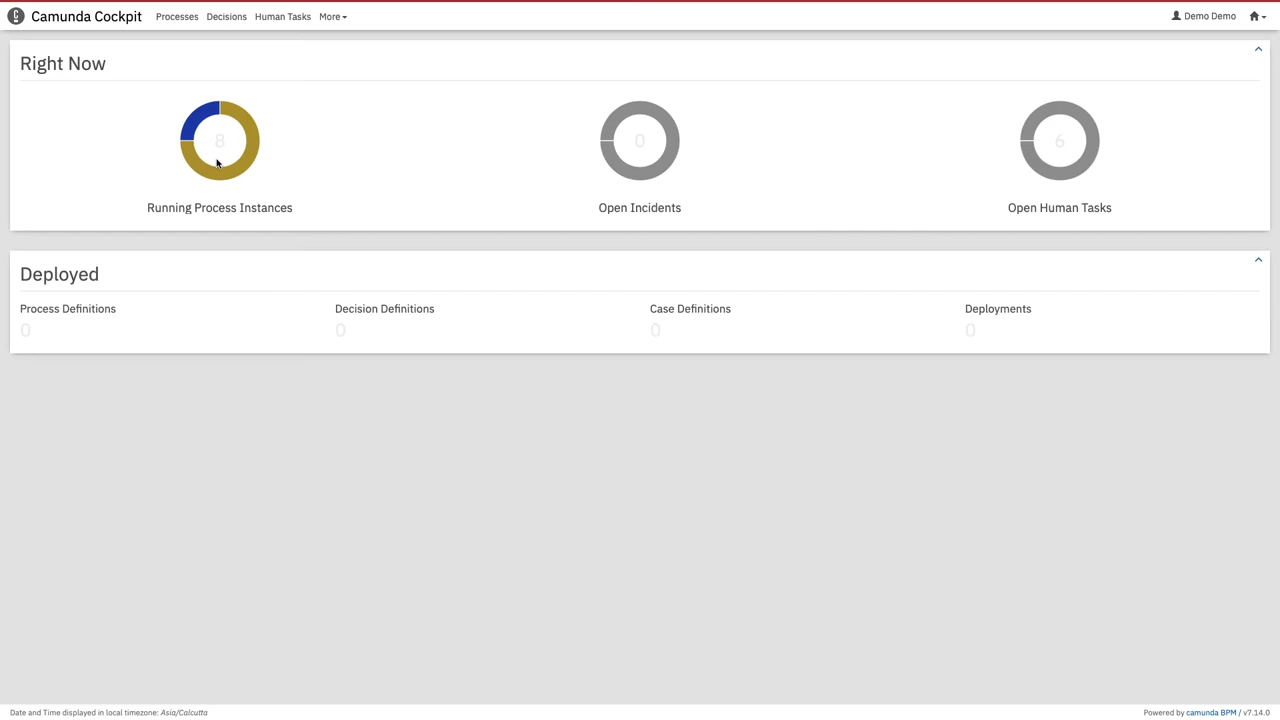 Camunda Cockpit Processes Decisions Human Tasks More Demo Demo
Right Now
8 0 6
Running Process Instances Open Incidents Open Human Tasks
Deployed
Process Definitions Decision Definitions Case Definitions Deployments
0 0 0 0
Date and Time displayed in local timezone: Asia/Calcutta Powered by camunda BPM / v7.14.0